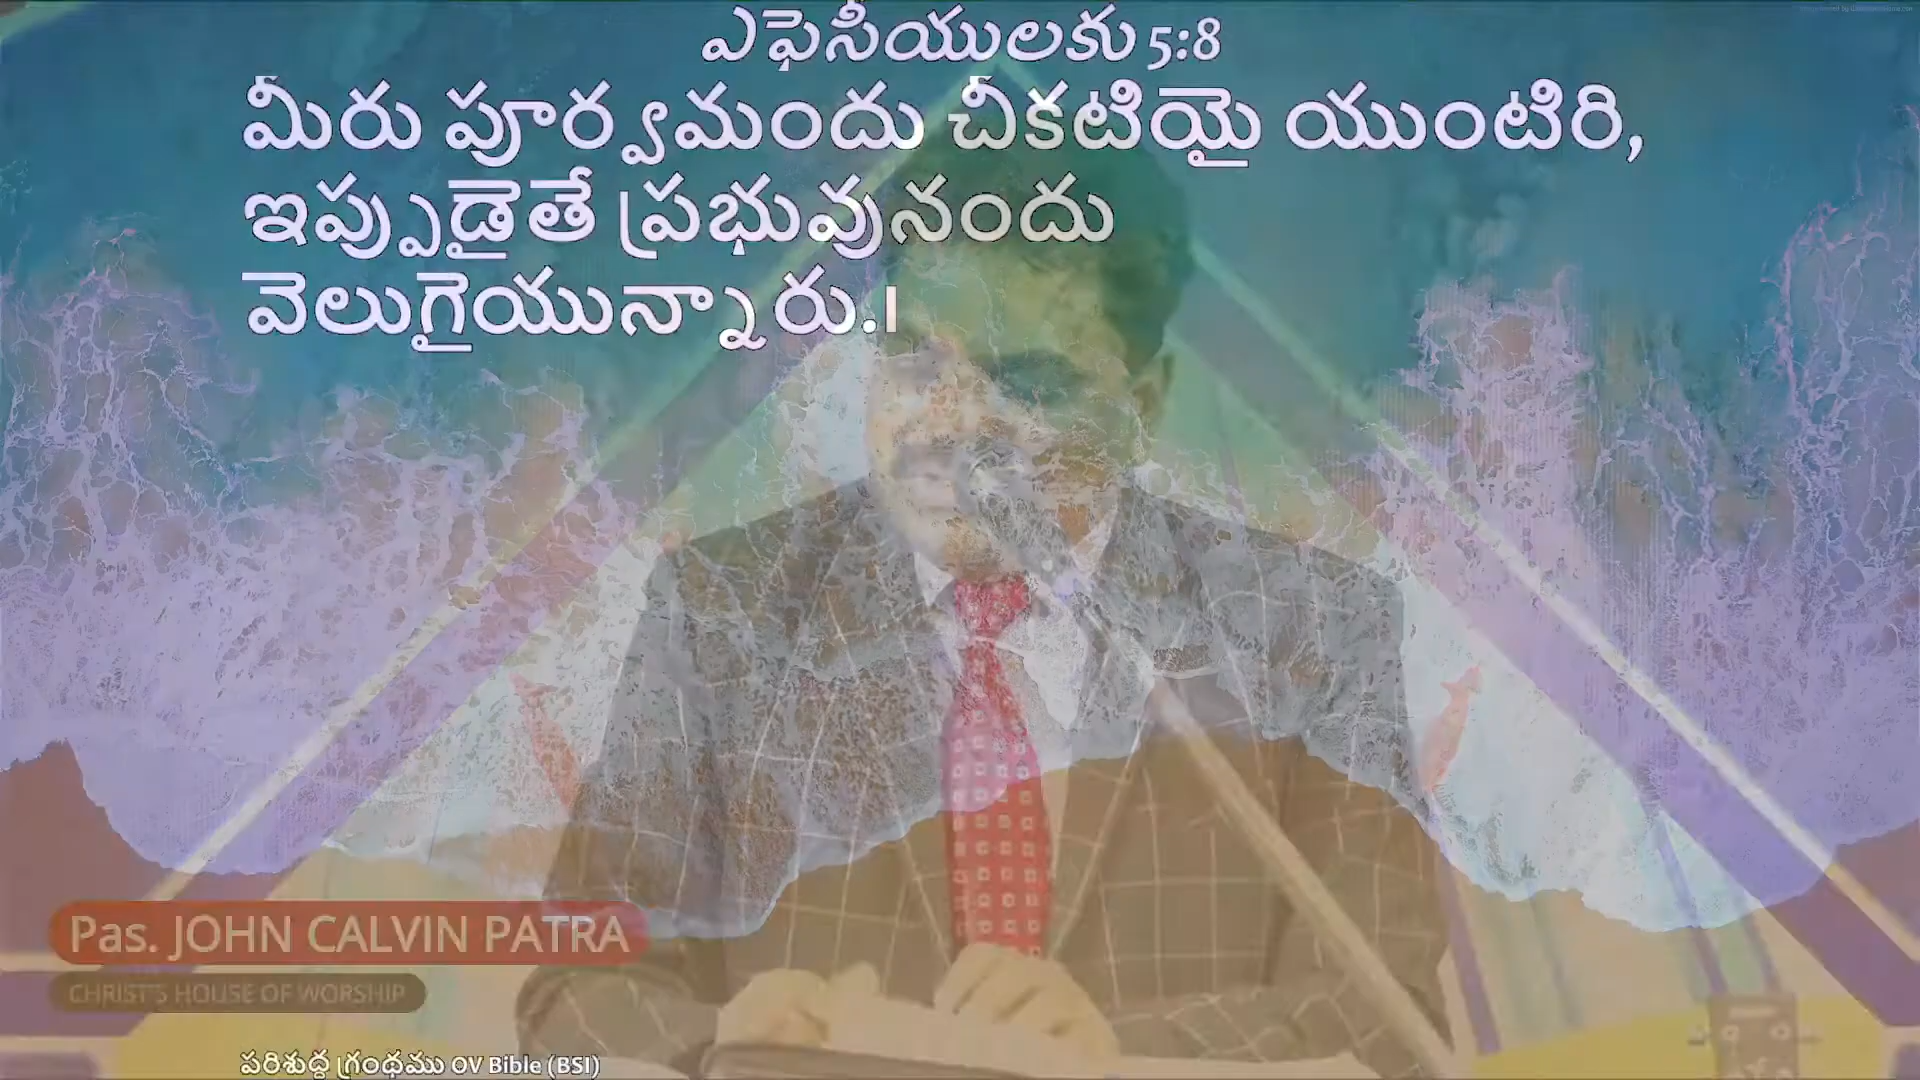 ఎఫెసీయులకు 5:8
మీరు పూర్వమందు చీకటియై యుంటిరి,
ఇప్పుడైతే ప్రభువునందు
వెలుగైయున్నారు.I
Pas. JOHN CALVIN PATRA
CHRIST'S HOUSE OF WORSHIP
పరిశుద్ధ గ్రంథము OV Bible (BSI)